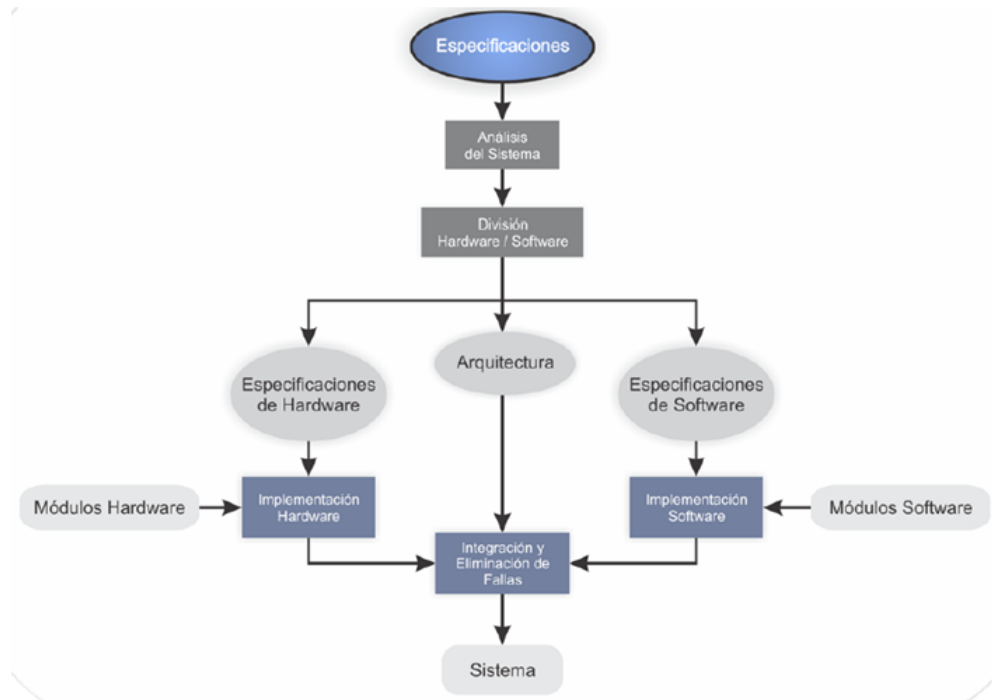 Especificaciones
Análisis
del Sistema
División
Hardware / Software
Especificaciones
de Hardware
Arquitectura
Especificaciones
de Software
Módulos Hardware
Implementación
Hardware
Implementación
Software
Módulos Software
Integración y
Eliminación de
Fallas
Sistema